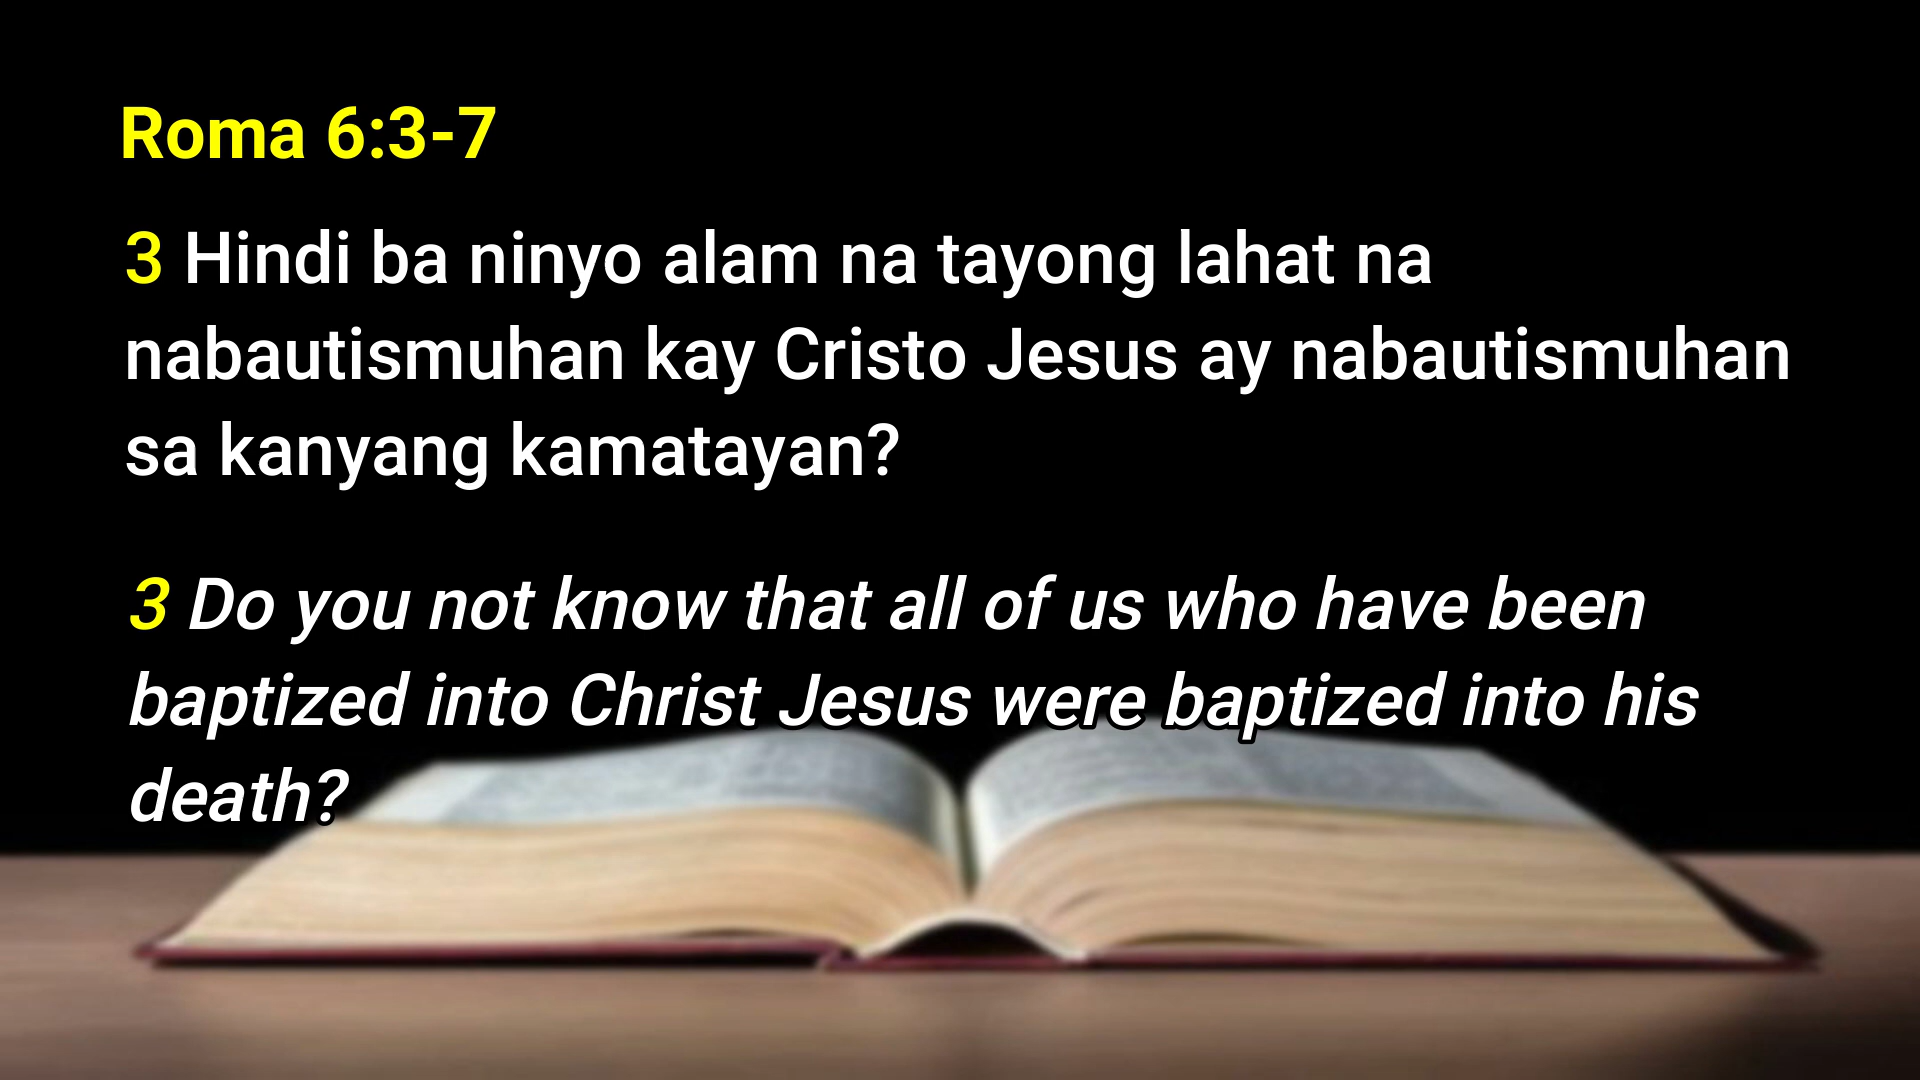 Roma 6:3-7
3 Hindi ba ninyo alam na tayong lahat na
nabautismuhan kay Cristo Jesus ay nabautismuhan
sa kanyang kamatayan?
3 Do you not know that all of us who have been
baptized into Christ Jesus were baptized into his
death?